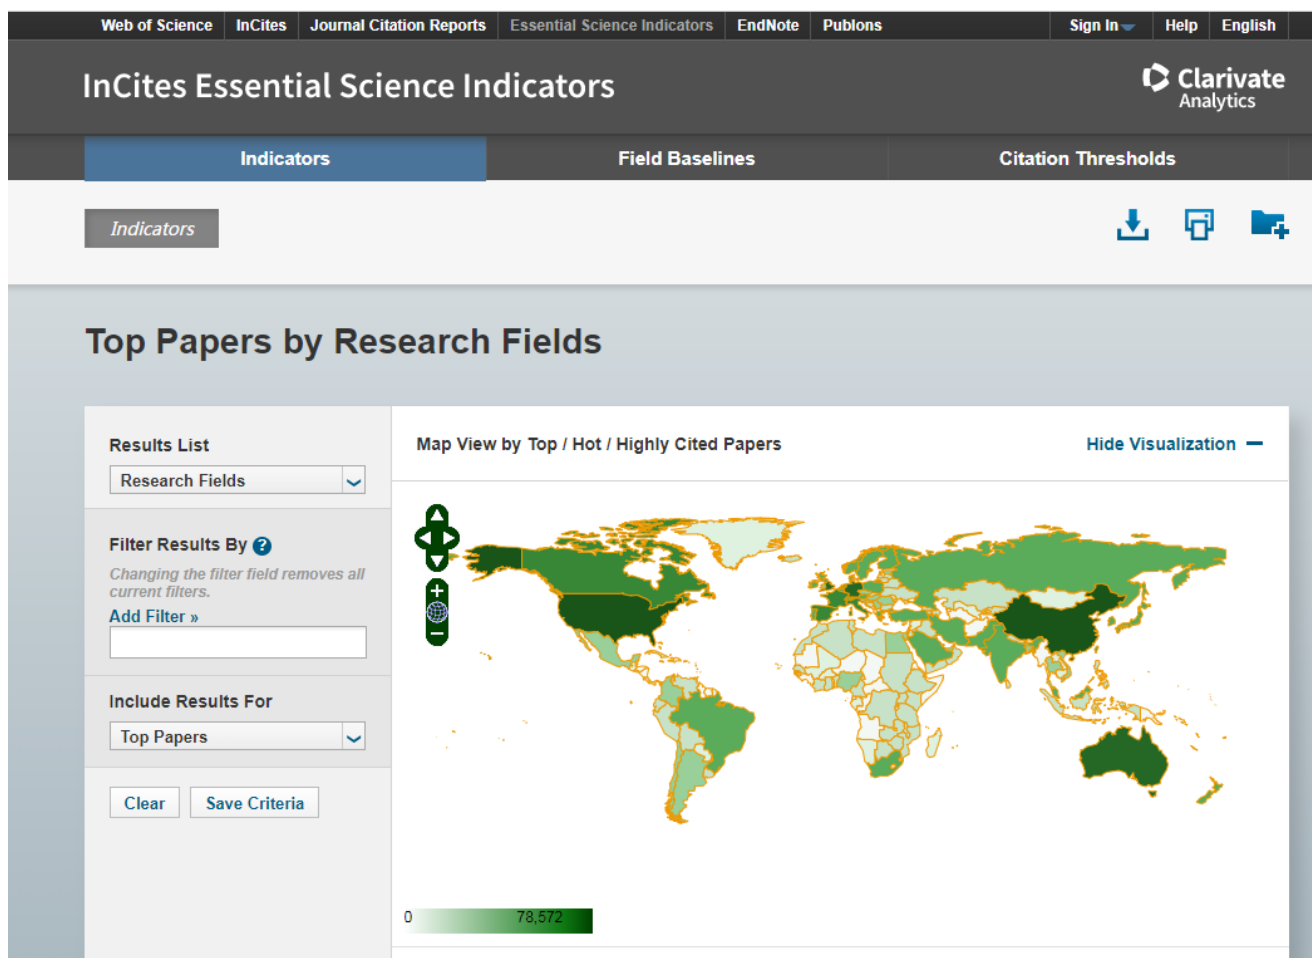 Web of Science InCites Journal Citation Reports Essential Science Indicators EndNote Publons Sign In Help English
InCites Essential Science Indicators
Clarivate
Analytics
Indicators Field Baselines Citation Thresholds
Indicators
Top Papers by Research Fields
Results List
Research Fields
Filter Results By ?
Changing the filter field removes all
current filters.
Add Filter »
Include Results For
Top Papers
Clear Save Criteria
Map View by Top / Hot / Highly Cited Papers Hide Visualization
0 78,572